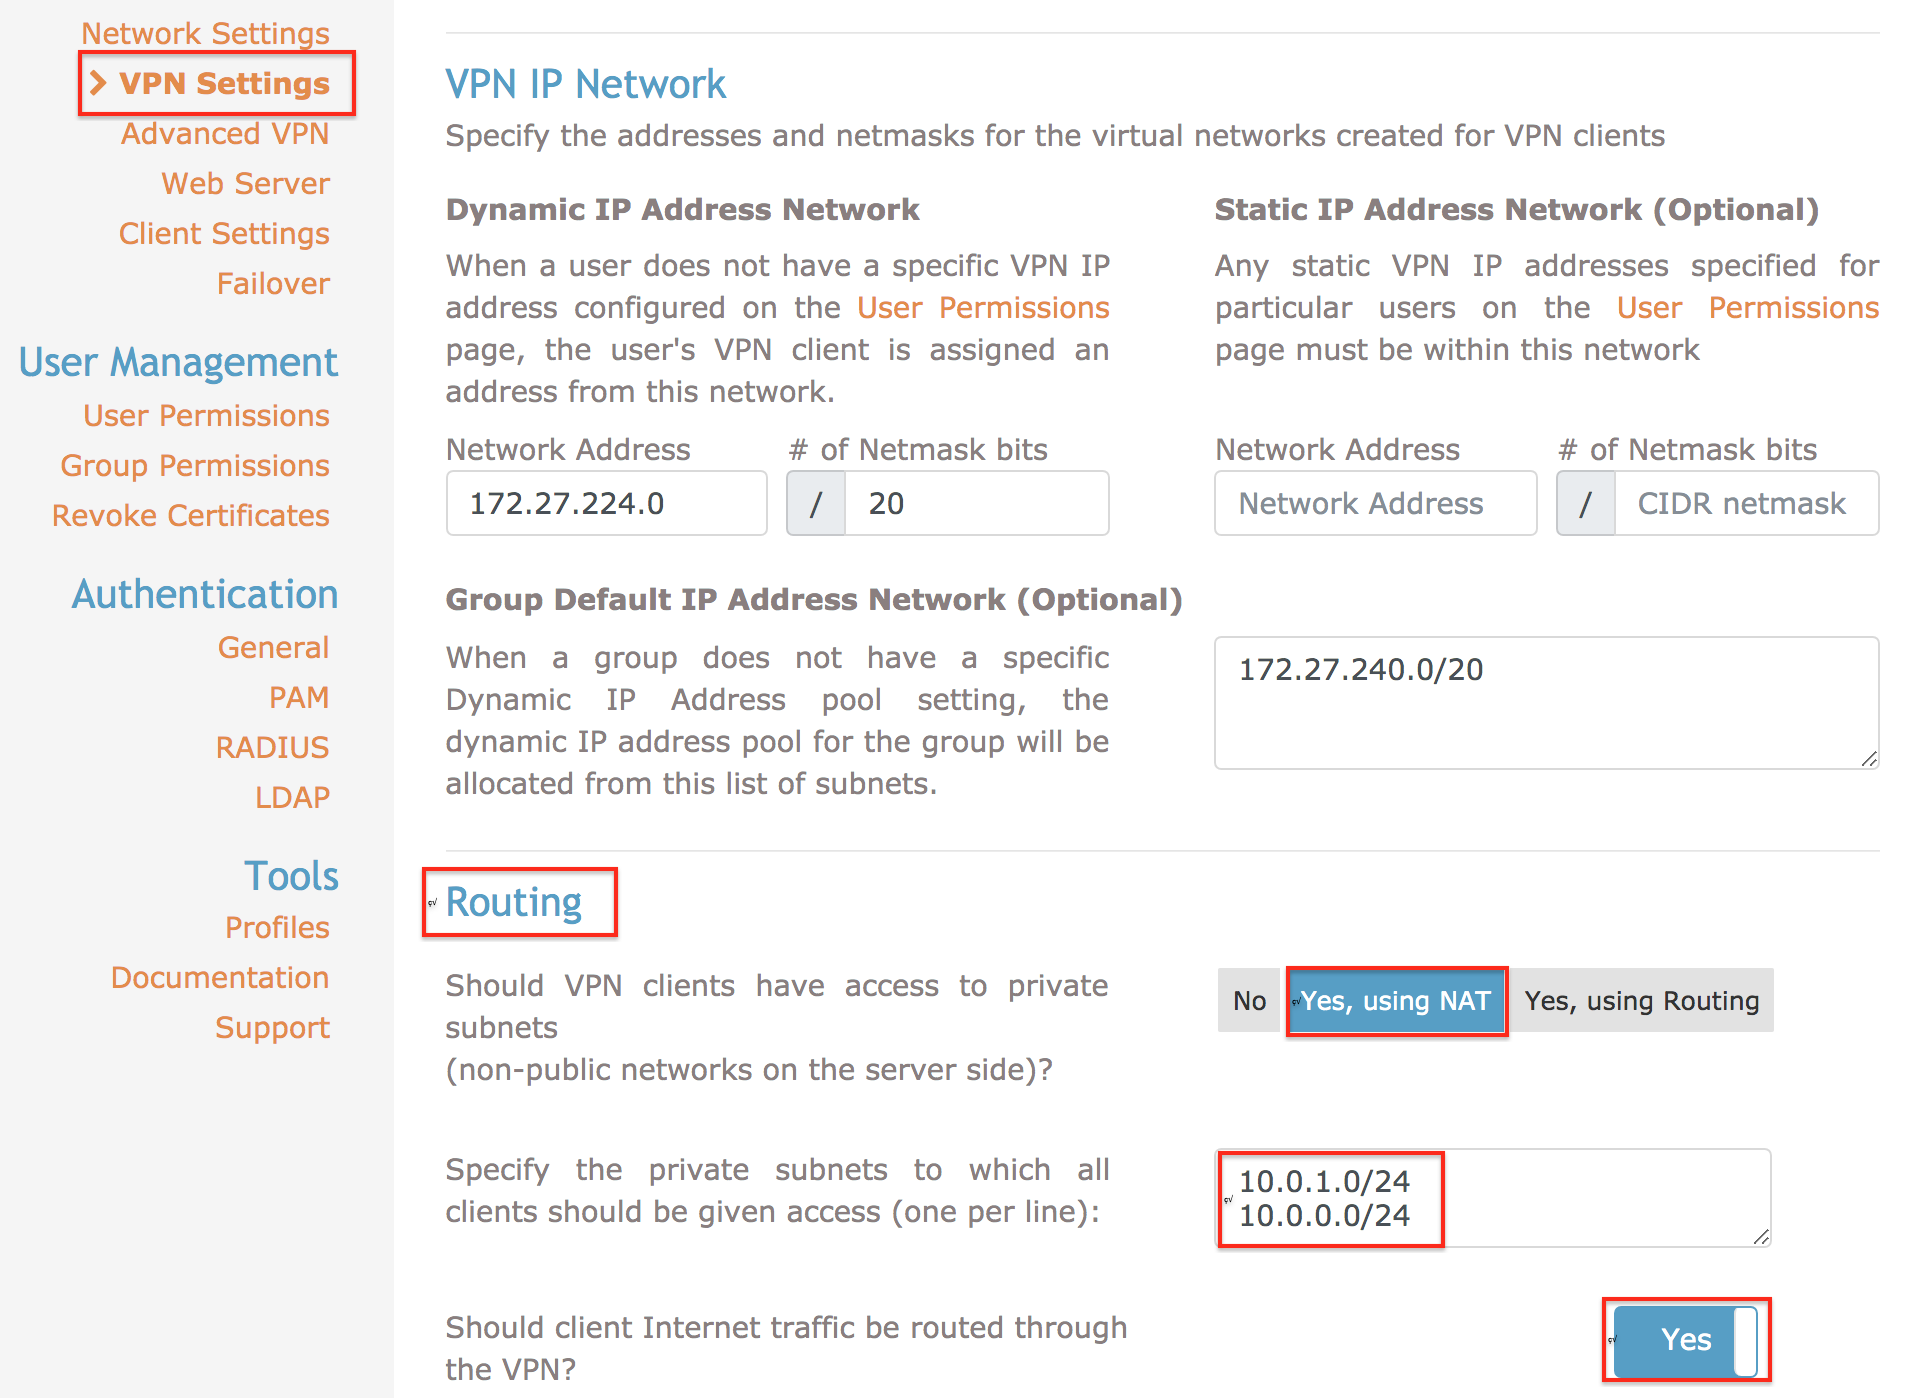 Network Settings
VPN Settings
Advanced VPN
Web Server
Client Settings
Failover
User Management
User Permissions
Group Permissions
Revoke Certificates
Authentication
General
PAM
RADIUS
LDAP
Tools
Profiles
Documentation
Support
VPN IP Network
Specify the addresses and netmasks for the virtual networks created for VPN clients
Dynamic IP Address Network
When a user does not have a specific VPN IP
address configured on the User Permissions
page, the user's VPN client is assigned an
address from this network.
Network Address # of Netmask bits
172.27.224.0 / 20
Static IP Address Network (Optional)
Any static VPN IP addresses specified for
particular users on the User Permissions
page must be within this network
Network Address # of Netmask bits
Network Address / CIDR netmask
Group Default IP Address Network (Optional)
When a group does not have a specific
Dynamic IP Address pool setting, the
dynamic IP address pool for the group will be
allocated from this list of subnets.
172.27.240.0/20
Routing
Should VPN clients have access to private
subnets
(non-public networks on the server side)?
No Yes, using NAT Yes, using Routing
Specify the private subnets to which all
clients should be given access (one per line):
10.0.1.0/24
10.0.0.0/24
Should client Internet traffic be routed through
the VPN?
Yes